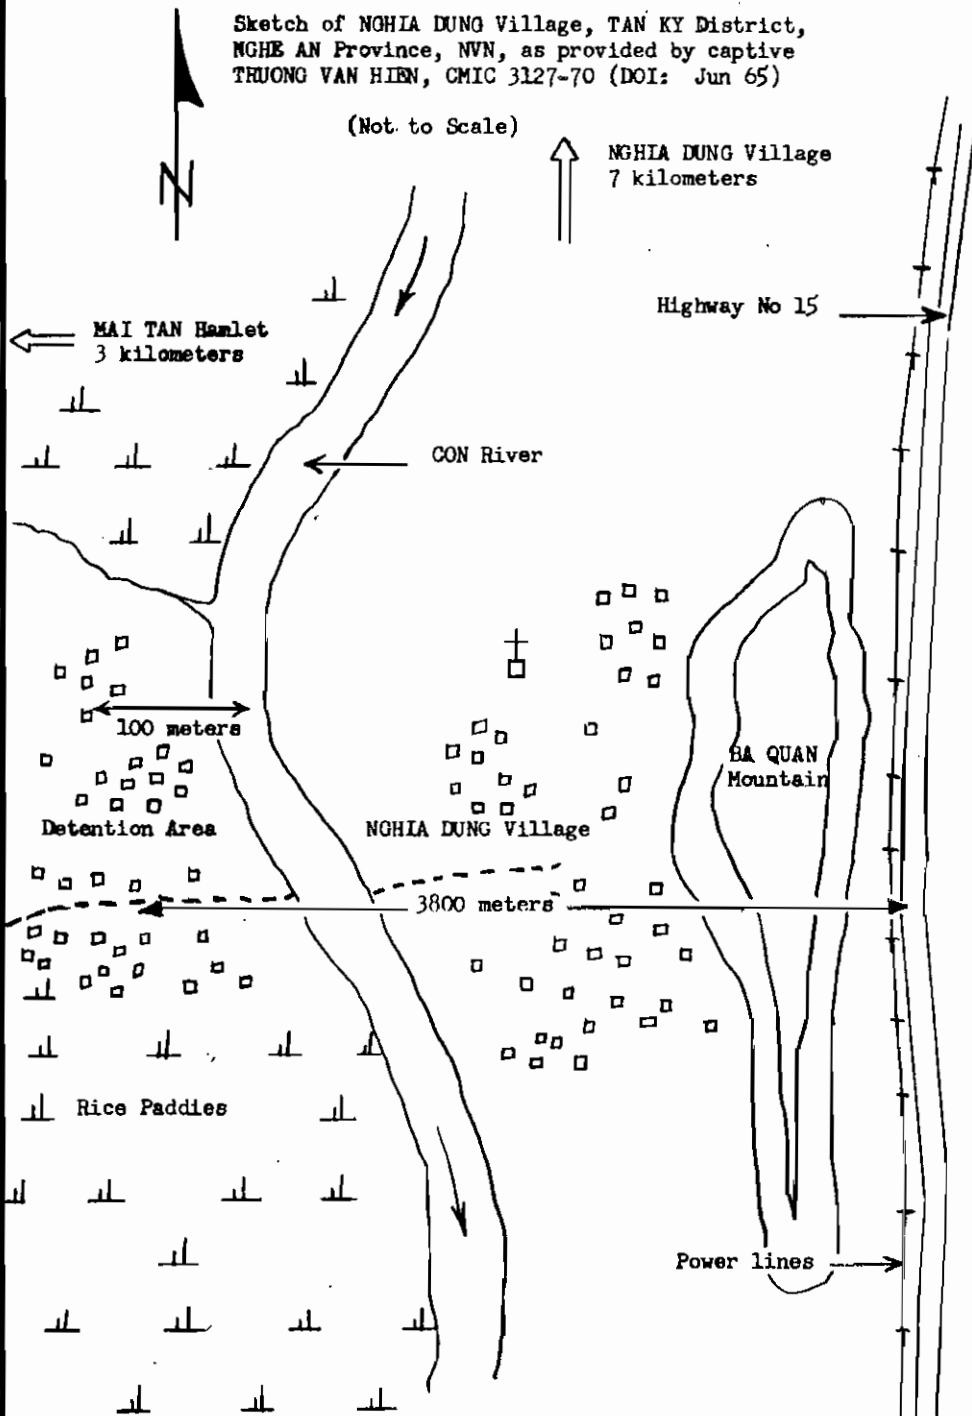 Sketch of NGHIA DUNG Village, TAN KY District,
NGHE AN Province, NVN, as provided by captive
TRUONG VAN HIEN, CMIC 3127-70 (DOI: Jun 65)
(Not to Scale)
N
NGHIA DUNG Village
7 kilometers
Highway No 15
MAI TAN Hamlet
3 kilometers
CON River
100 meters
BA QUAN
Mountain
Detention Area
NGHIA DUNG Village
3800 meters
Rice Paddies
Power lines